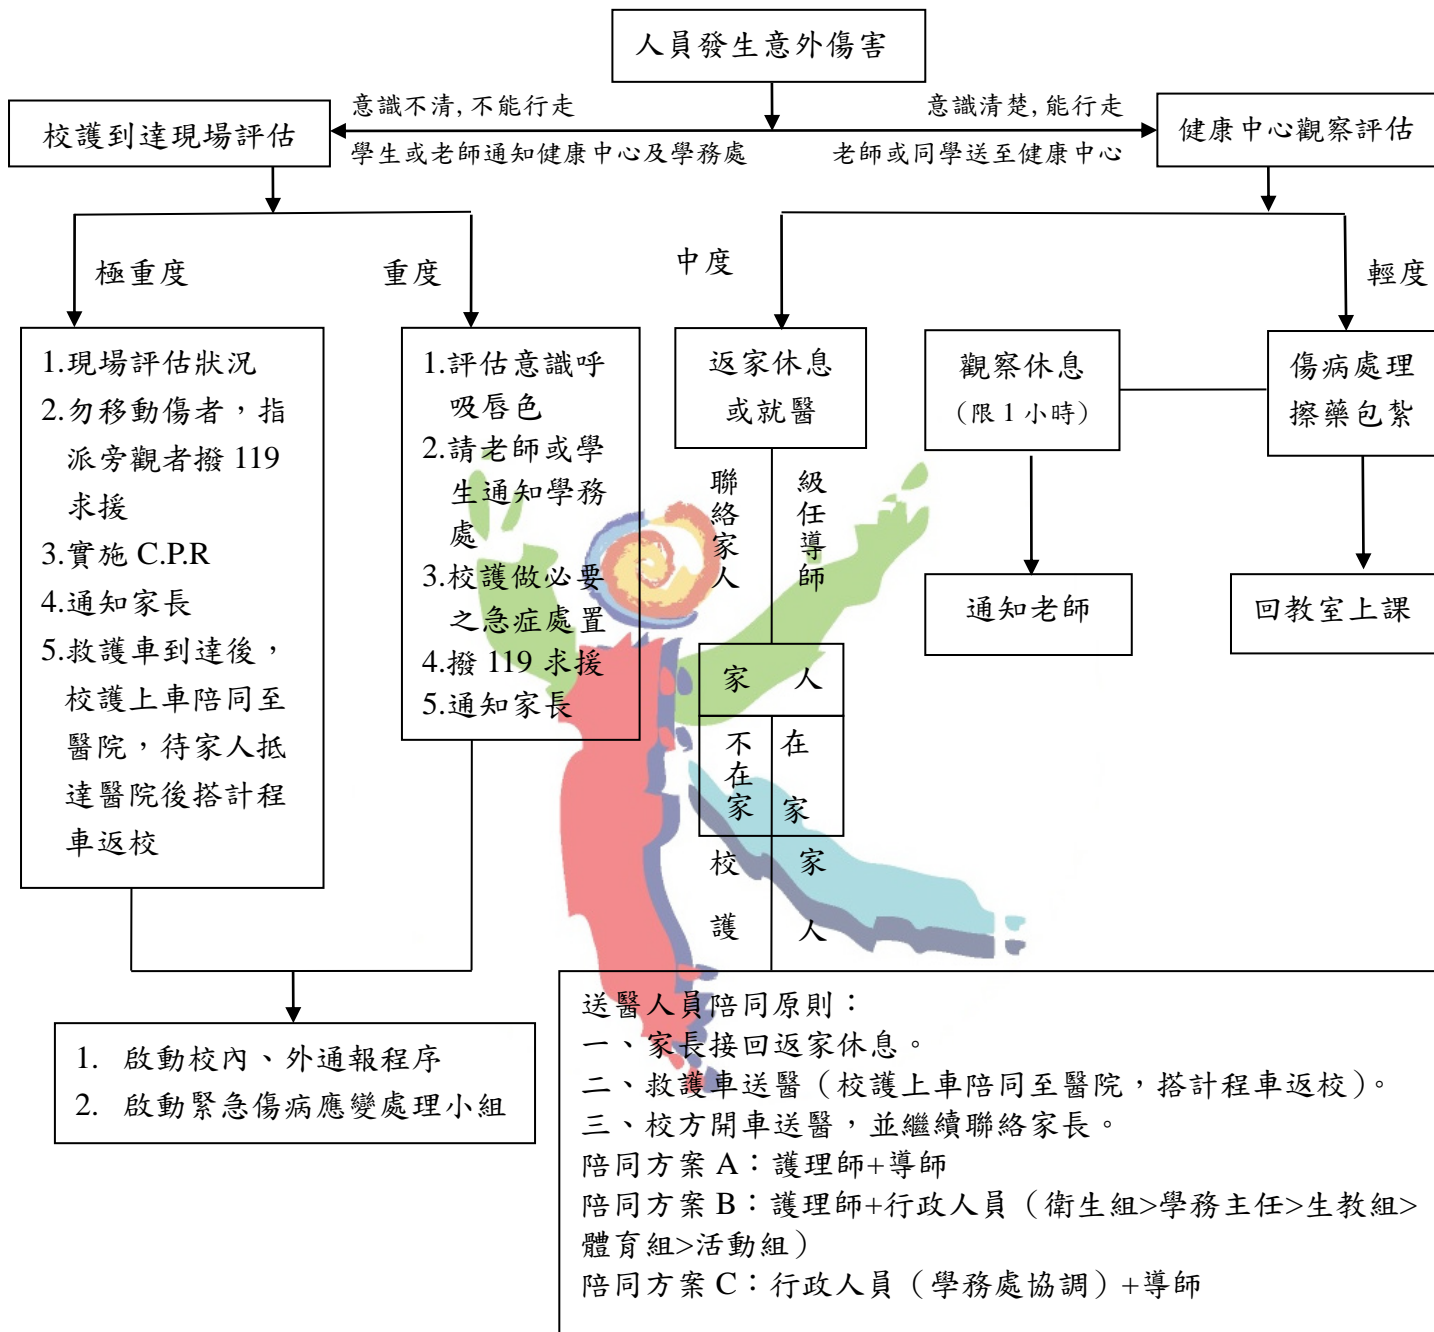 人員發生意外傷害
意識不清,不能行走
意識清楚,能行走
校護到達現場評估
健康中心觀察評估
學生或老師通知健康中心及學務處
老師或同學送至健康中心
極重度
重度
中度
輕度
1.現場評估狀況
2.勿移動傷者，指
派旁觀者撥 119
求援
3.實施 C.P.R
4.通知家長
5.救護車到達後，
校護上車陪同至
醫院，待家人抵
達醫院後搭計程
車返校
1.評估意識呼
吸唇色
2.請老師或學
生通知學務
處
3.校護做必要
之急症處置
4.撥 119 求援
5.通知家長
返家休息
或就醫
觀察休息
（限 1 小時）
傷病處理
擦藥包紮
聯絡家人
級任導師
通知老師
回教室上課
家人
不在家
在家
校護
家人
1. 啟動校內、外通報程序
2. 啟動緊急傷病應變處理小組
送醫人員陪同原則：
一、家長接回返家休息。
二、救護車送醫（校護上車陪同至醫院，搭計程車返校）。
三、校方開車送醫，並繼續聯絡家長。
陪同方案 A：護理師+導師
陪同方案 B：護理師+行政人員（衛生組>學務主任>生教組>
體育組>活動組）
陪同方案 C：行政人員（學務處協調）+導師